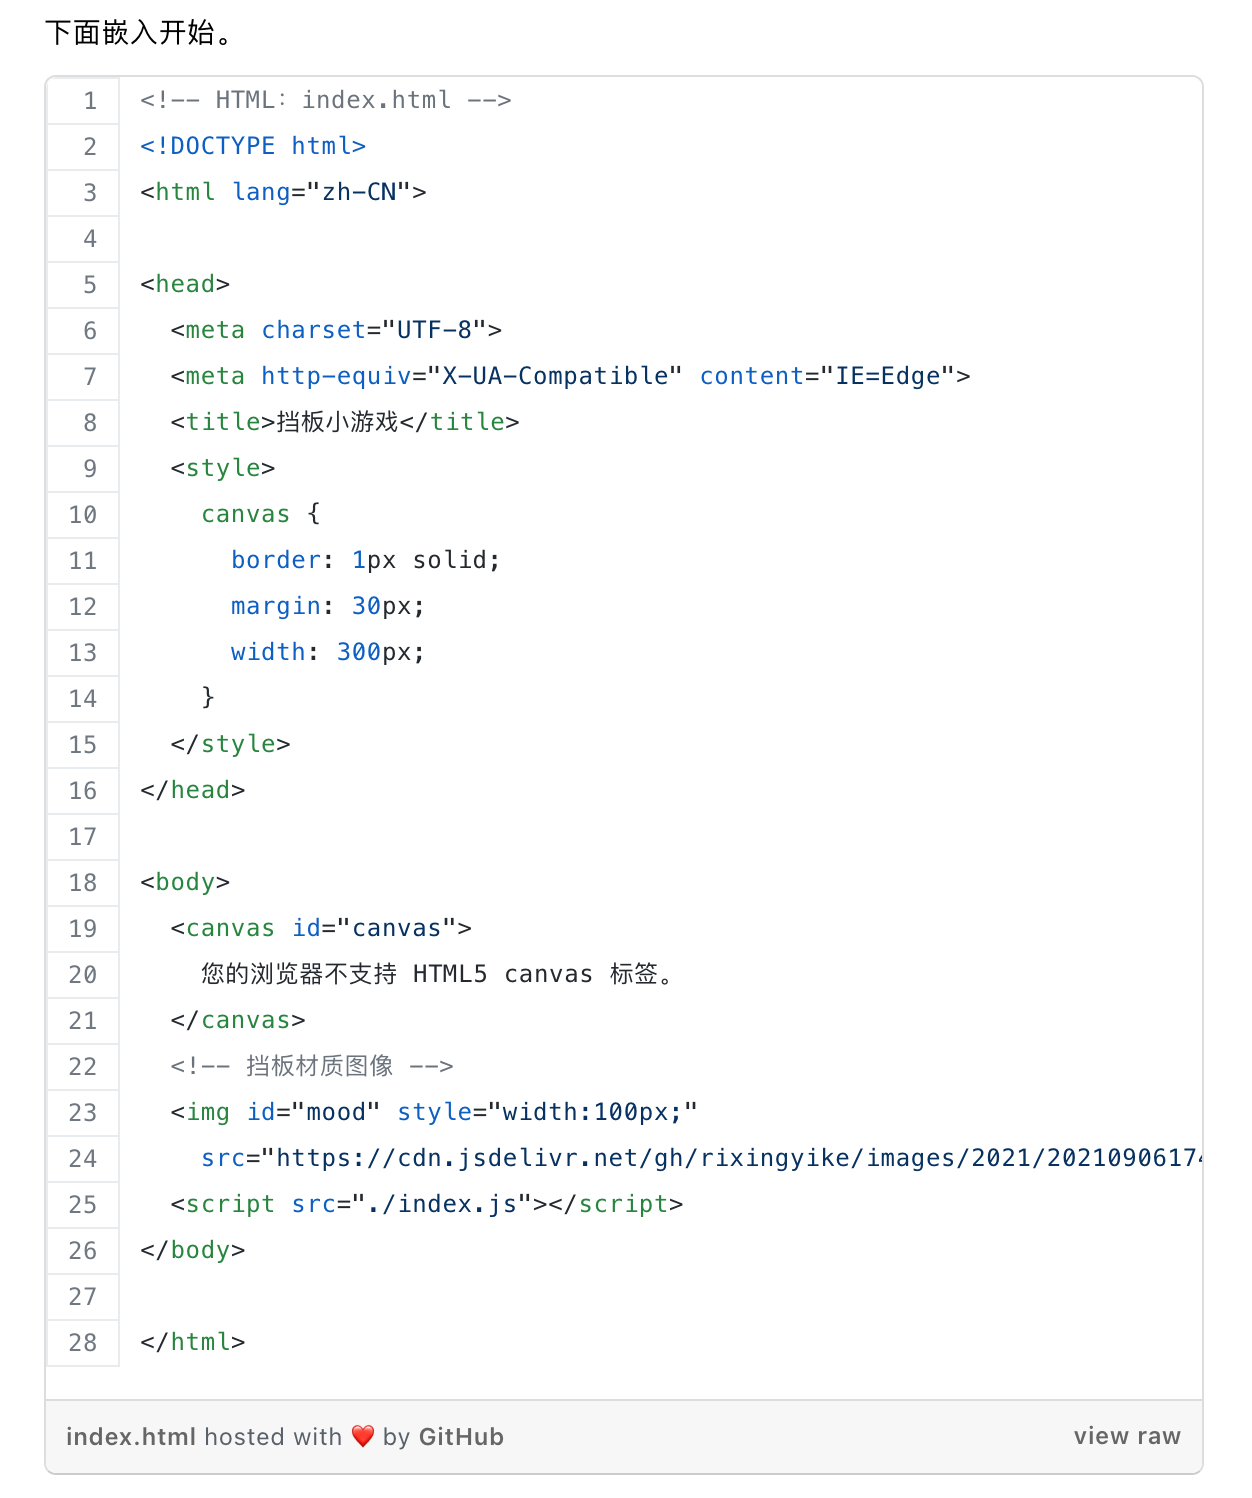 下面嵌入开始。
1 <!-- HTML: index.html -->
2 <!DOCTYPE html>
3 <html lang="zh-CN">
4
5 <head>
6   <meta charset="UTF-8">
7   <meta http-equiv="X-UA-Compatible" content="IE=Edge">
8   <title>挡板小游戏</title>
9   <style>
10     canvas {
11       border: 1px solid;
12       margin: 30px;
13       width: 300px;
14     }
15   </style>
16 </head>
17
18 <body>
19   <canvas id="canvas">
20     您的浏览器不支持 HTML5 canvas 标签。
21   </canvas>
22   <!-- 挡板材质图像 -->
23   <img id="mood" style="width:100px;"
24     src="https://cdn.jsdelivr.net/gh/rixingyike/images/2021/2021090617
25   <script src="./index.js"></script>
26 </body>
27
28 </html>
index.html hosted with ❤️ by GitHub view raw